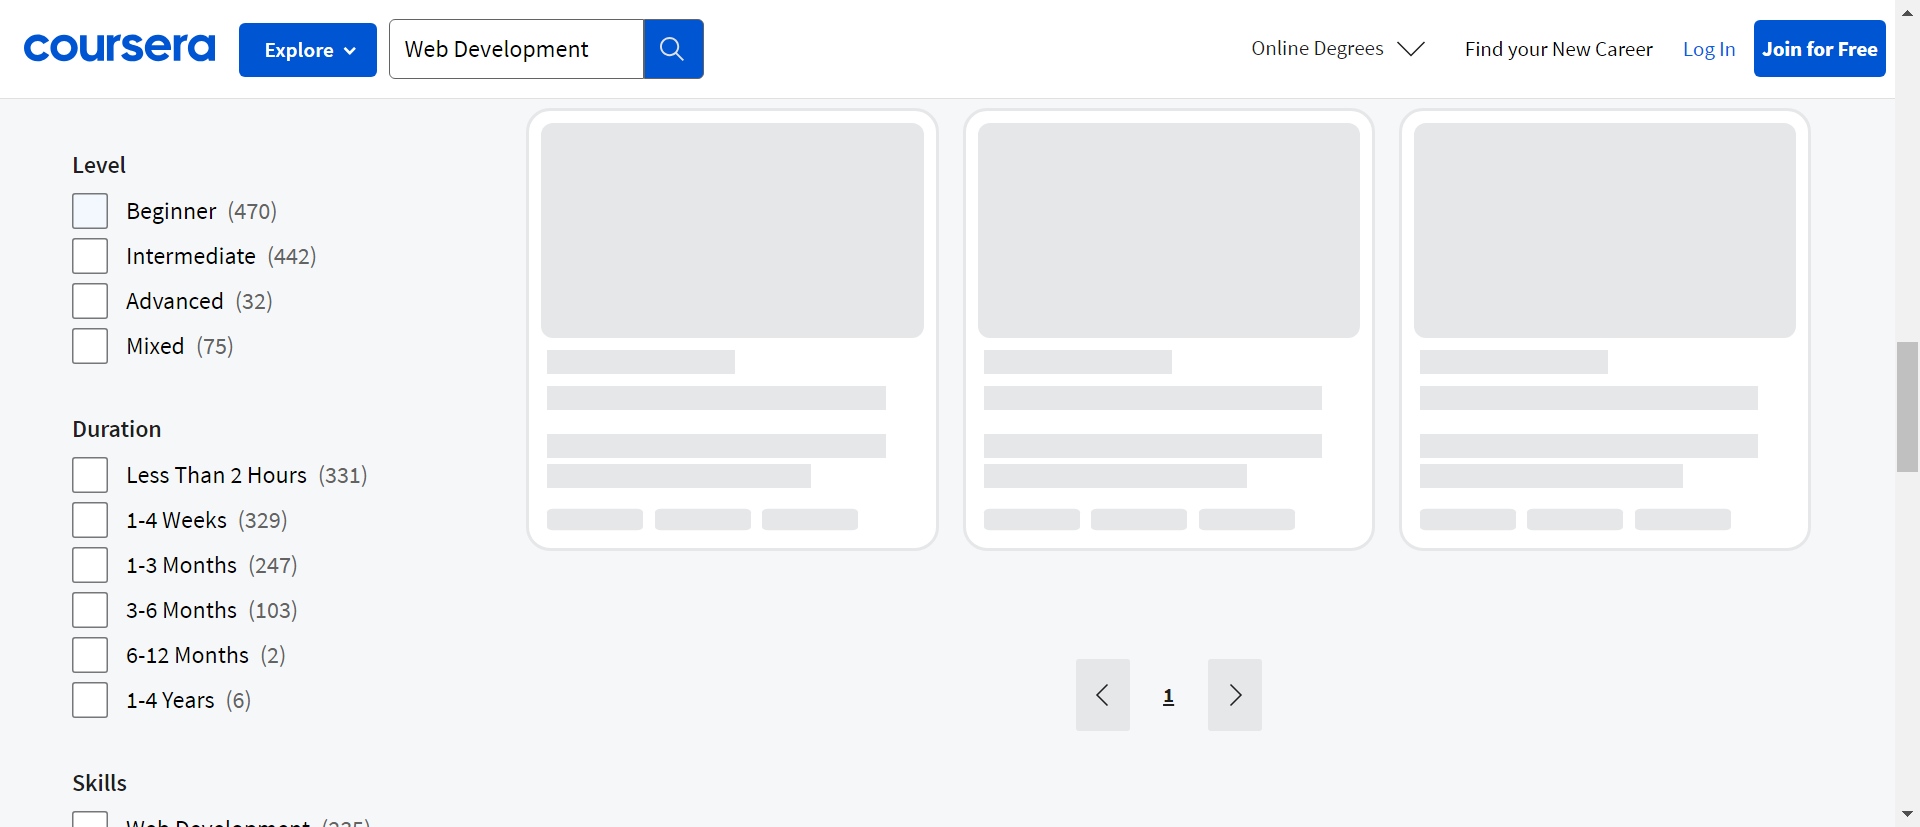 coursera
Explore
Web Development
Online Degrees
Find your New Career
Log In
Join for Free
Level
Beginner (470)
Intermediate (442)
Advanced (32)
Mixed (75)
Duration
Less Than 2 Hours (331)
1-4 Weeks (329)
1-3 Months (247)
3-6 Months (103)
6-12 Months (2)
1-4 Years (6)
1
Skills
Web Development